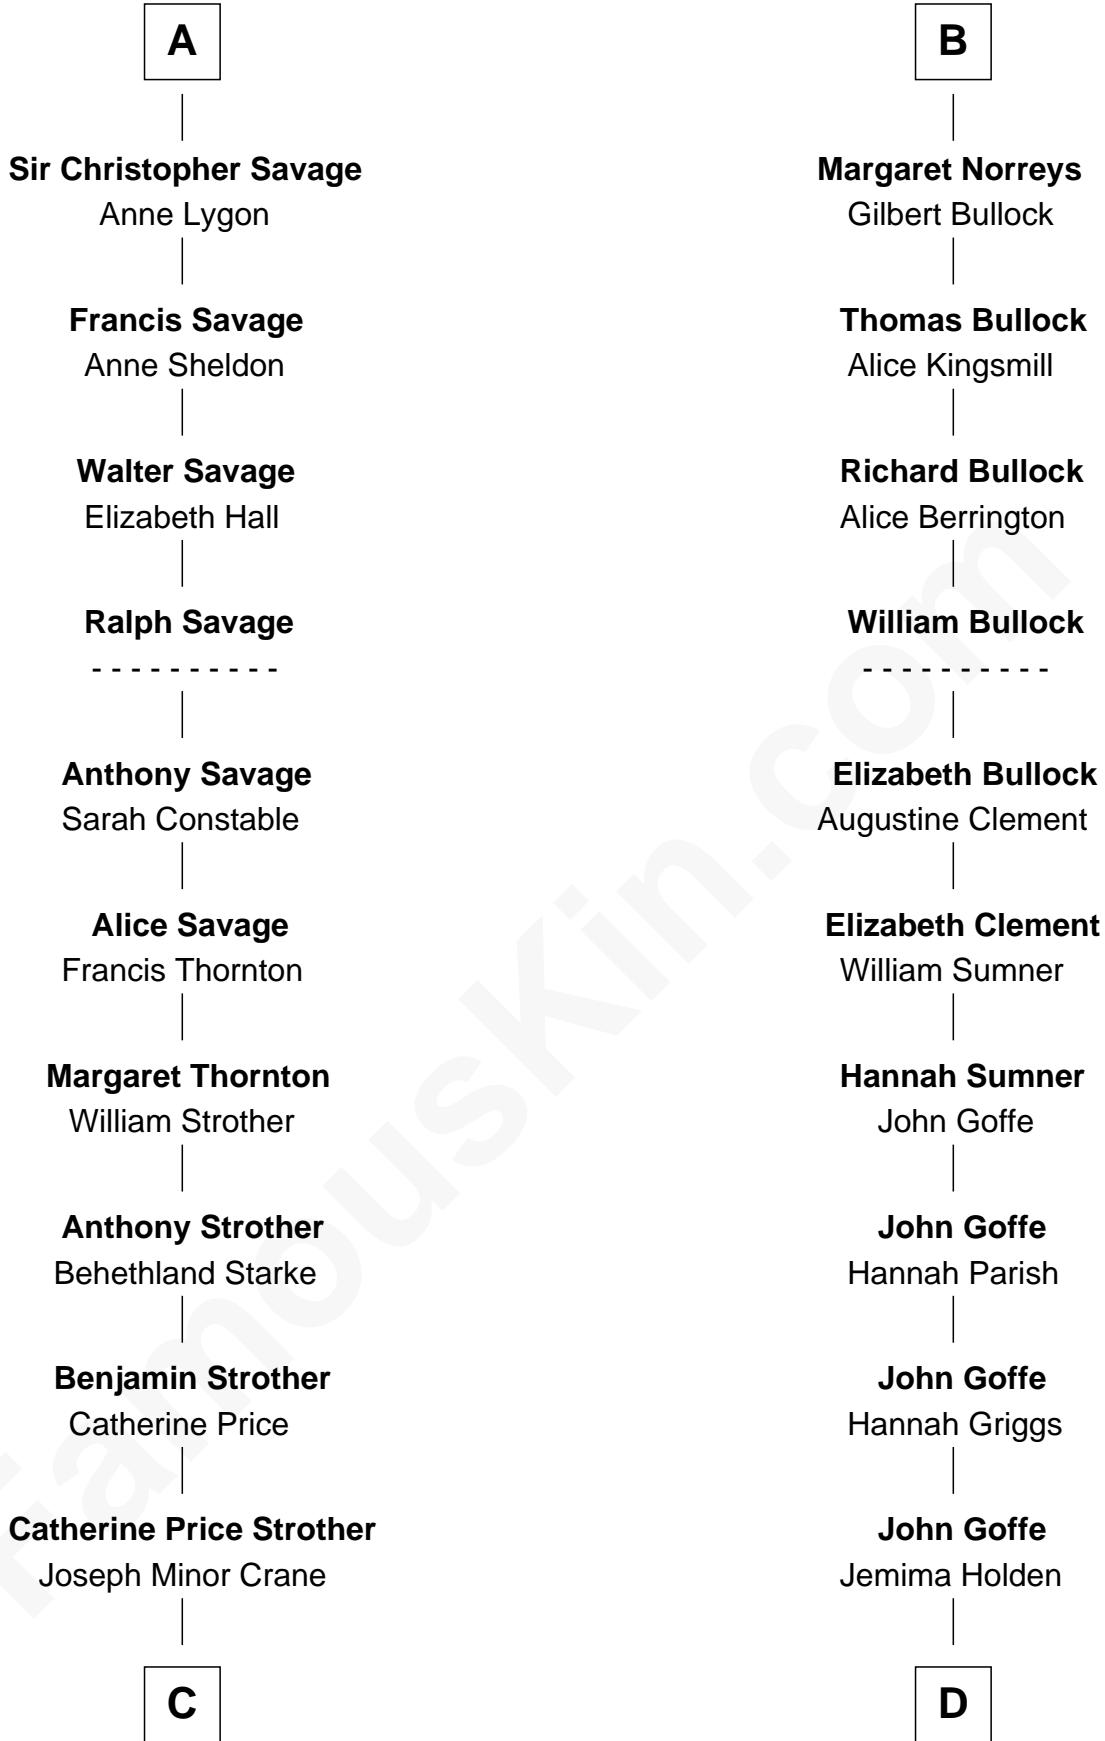 A
Sir Christopher Savage
Anne Lygon
Francis Savage
Anne Sheldon
Walter Savage
Elizabeth Hall
Ralph Savage
- - - - - - - - - -
Anthony Savage
Sarah Constable
Alice Savage
Francis Thornton
Margaret Thornton
William Strother
Anthony Strother
Behethland Starke
Benjamin Strother
Catherine Price
Catherine Price Strother
Joseph Minor Crane
C
B
Margaret Norreys
Gilbert Bullock
Thomas Bullock
Alice Kingsmill
Richard Bullock
Alice Berrington
William Bullock
- - - - - - - - - -
Elizabeth Bullock
Augustine Clement
Elizabeth Clement
William Sumner
Hannah Sumner
John Goffe
John Goffe
Hannah Parish
John Goffe
Hannah Griggs
John Goffe
Jemima Holden
D
FamousKin.com